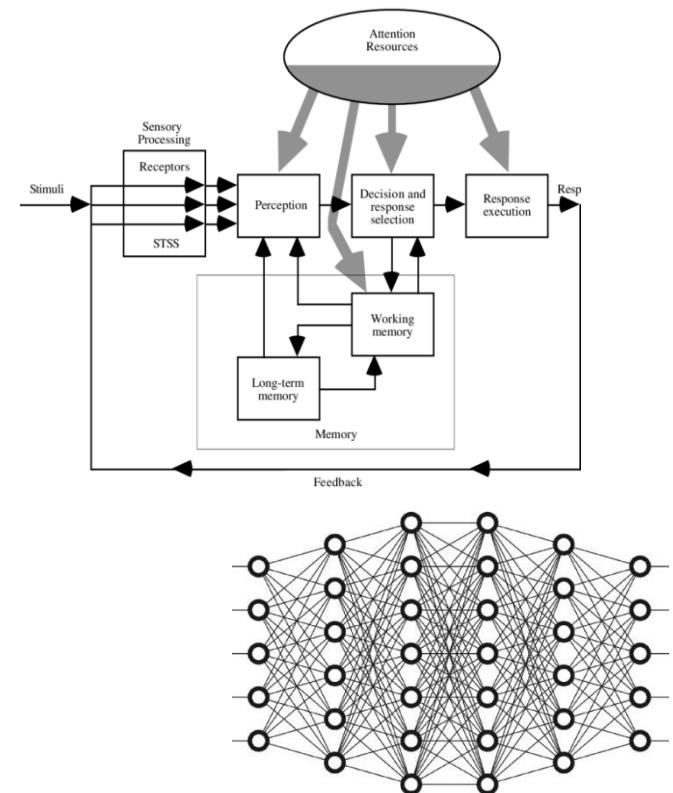 Attention
Resources
Sensory
Processing
Receptors
Stimuli
Perception
Decision and
response
selection
Response
execution
Resp
STSS
Working
memory
Long-term
memory
Memory
Feedback